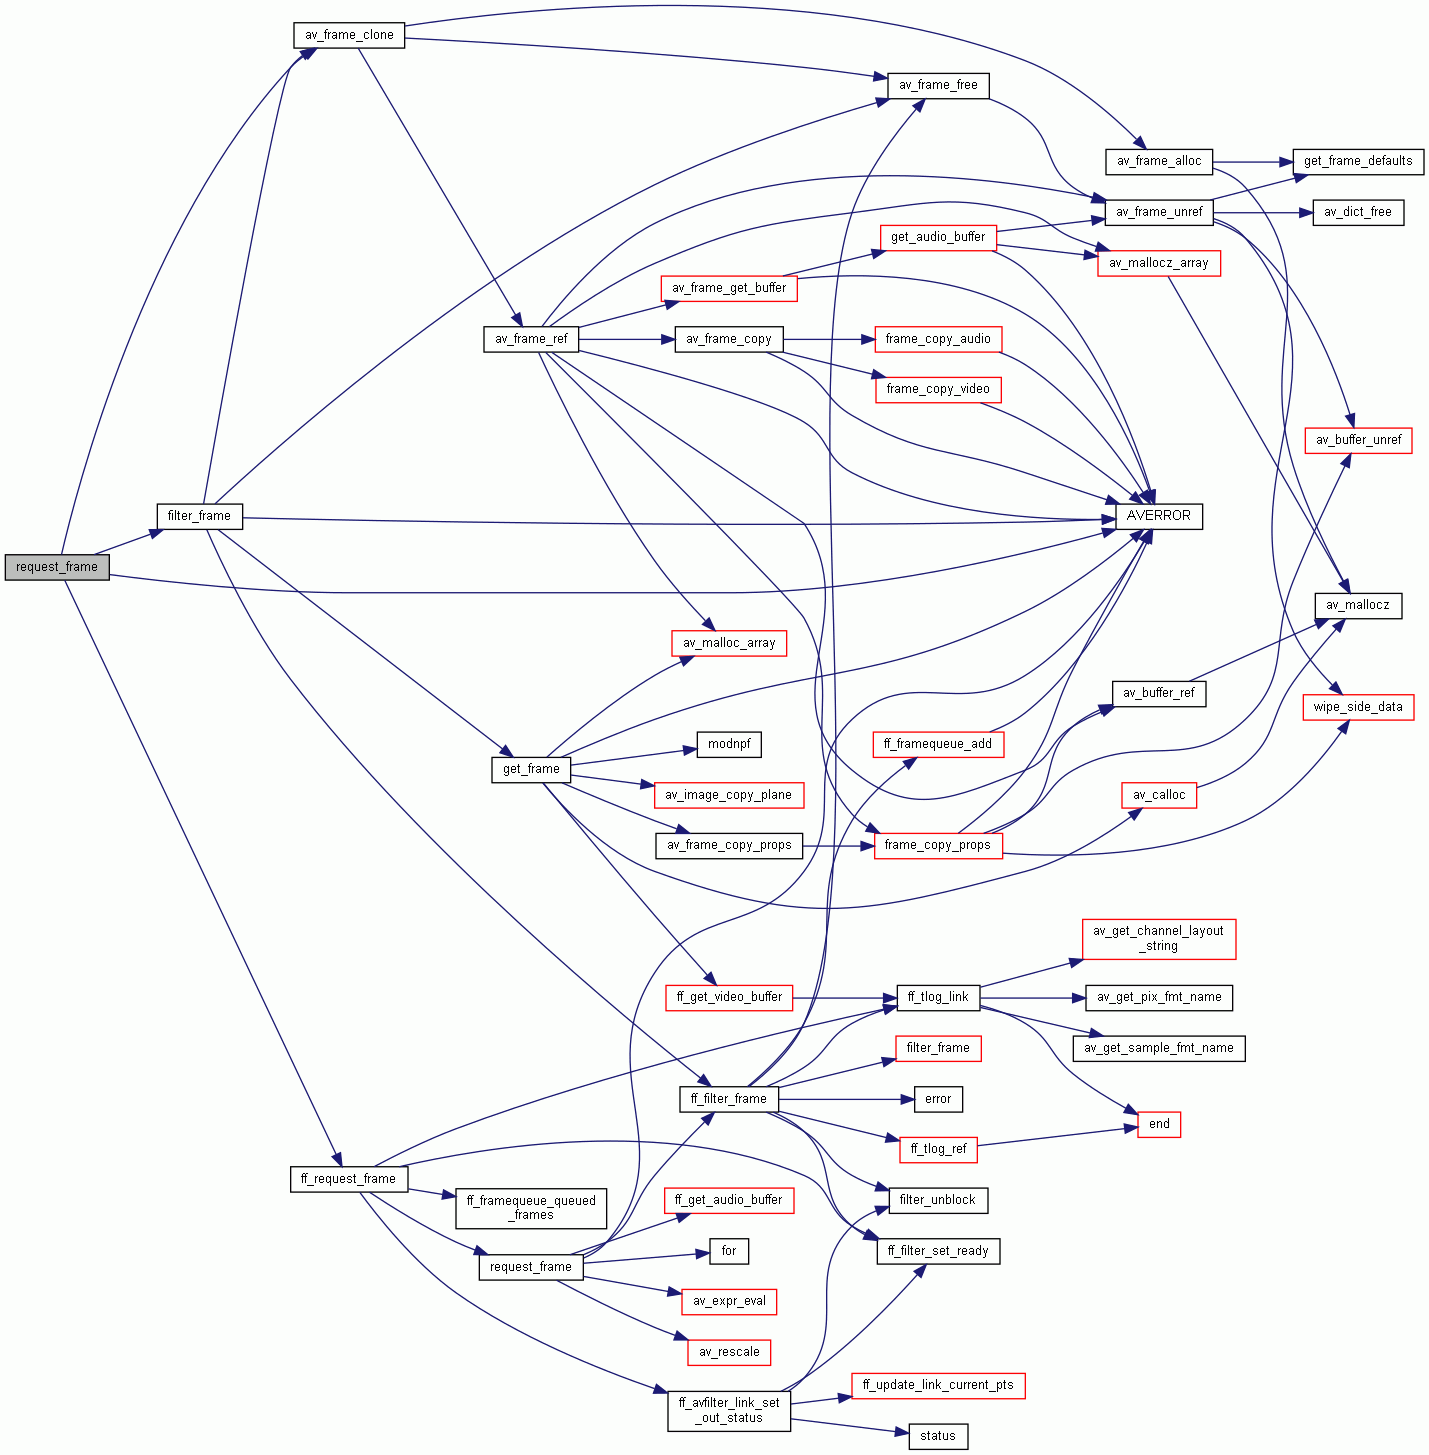 av_frame_clone
av_frame_free
av_frame_alloc
get_frame_defaults
av_frame_unref
av_dict_free
get_audio_buffer
av_mallocz_array
av_frame_get_buffer
av_frame_ref
av_frame_copy
frame_copy_audio
frame_copy_video
av_buffer_unref
filter_frame
AVERROR
request_frame
av_mallocz
av_malloc_array
av_buffer_ref
wipe_side_data
modnpf
ff_framequeue_add
get_frame
av_image_copy_plane
av_calloc
av_frame_copy_props
frame_copy_props
av_get_channel_layout
_string
ff_get_video_buffer
ff_tlog_link
av_get_pix_fmt_name
filter_frame
av_get_sample_fmt_name
ff_filter_frame
error
end
ff_tlog_ref
ff_request_frame
ff_framequeue_queued
_frames
ff_get_audio_buffer
filter_unblock
for
ff_filter_set_ready
request_frame
av_expr_eval
av_rescale
ff_update_link_current_pts
ff_avfilter_link_set
_out_status
status